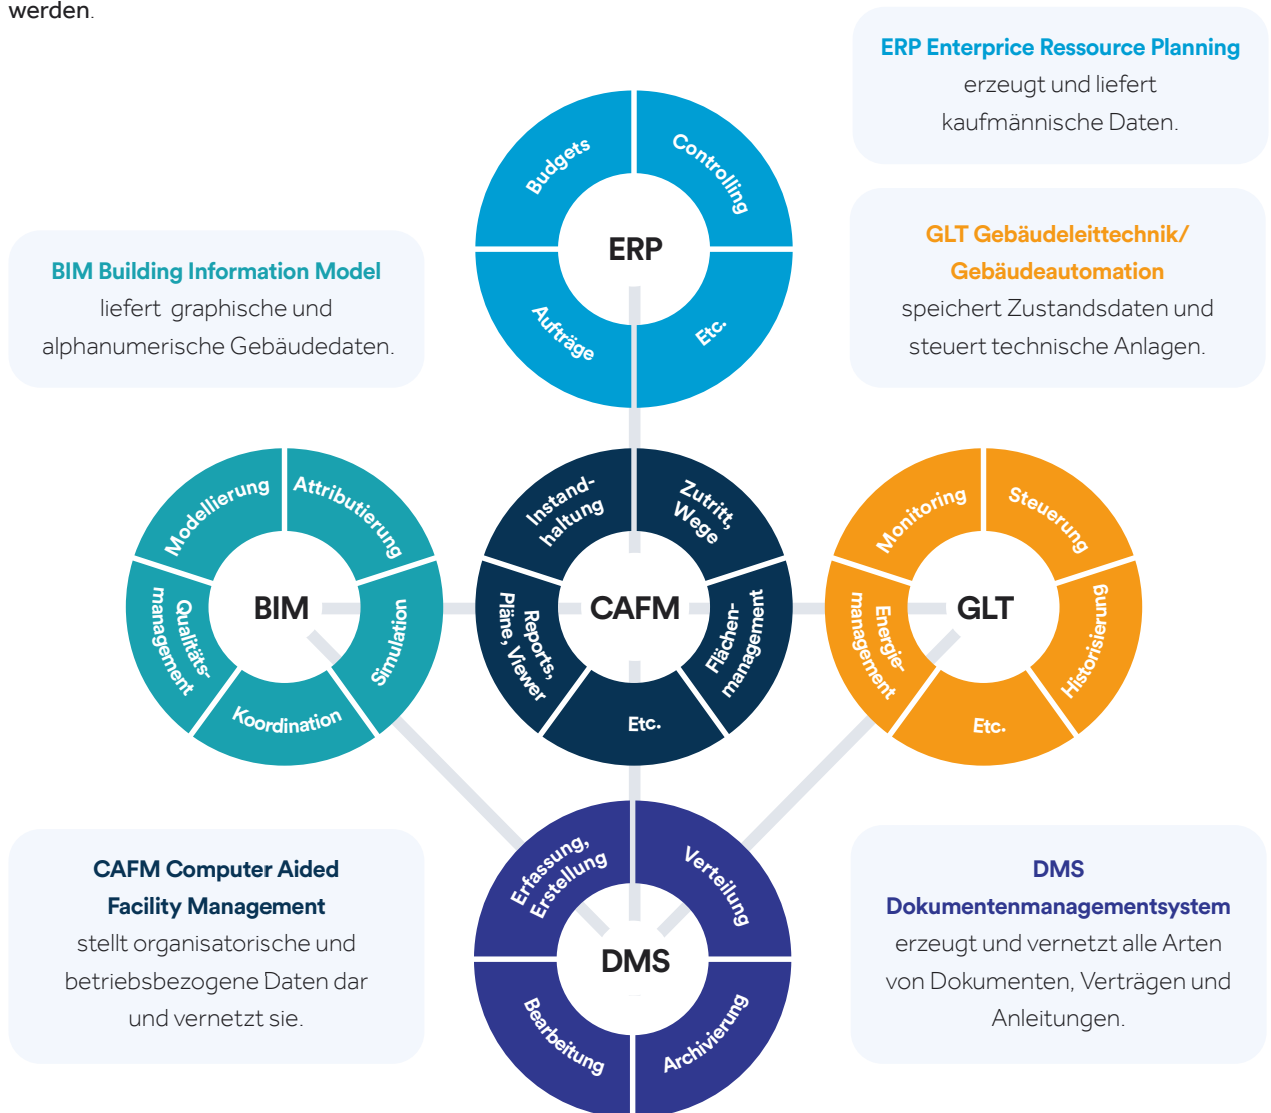 werden.
ERP Enterprice Ressource Planning
erzeugt und liefert
kaufmännische Daten.
Budgets
Controlling
ERP
Aufträge
Etc.
GLT Gebäudeleittechnik/
Gebäudeautomation
speichert Zustandsdaten und
steuert technische Anlagen.
BIM Building Information Model
liefert graphische und
alphanumerische Gebäudedaten.
Modellierung
Attributierung
BIM
Qualitäts-
management
Simulation
Koordination
Instand-
haltung
Zutritt,
Wege
CAFM
Reports,
Pläne, Viewer
Flächen-
management
Etc.
Monitoring
Steuerung
GLT
Energie-
management
Historisierung
Etc.
CAFM Computer Aided
Facility Management
stellt organisatorische und
betriebsbezogene Daten dar
und vernetzt sie.
Erfassung,
Erstellung
Verteilung
DMS
Bearbeitung
Archivierung
DMS
Dokumentenmanagementsystem
erzeugt und vernetzt alle Arten
von Dokumenten, Verträgen und
Anleitungen.